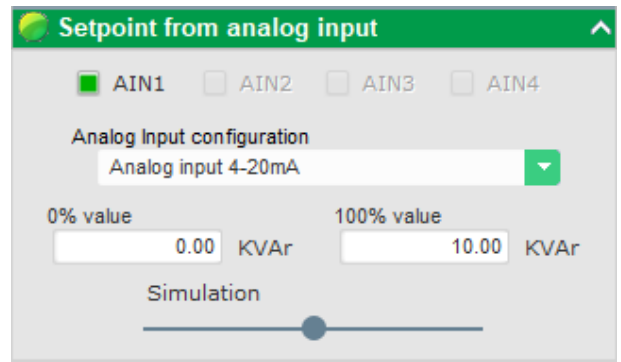 Setpoint from analog input
AIN1 AIN2 AIN3 AIN4
Analog Input configuration
Analog input 4-20mA
0% value 100% value
0.00 KVAr 10.00 KVAr
Simulation